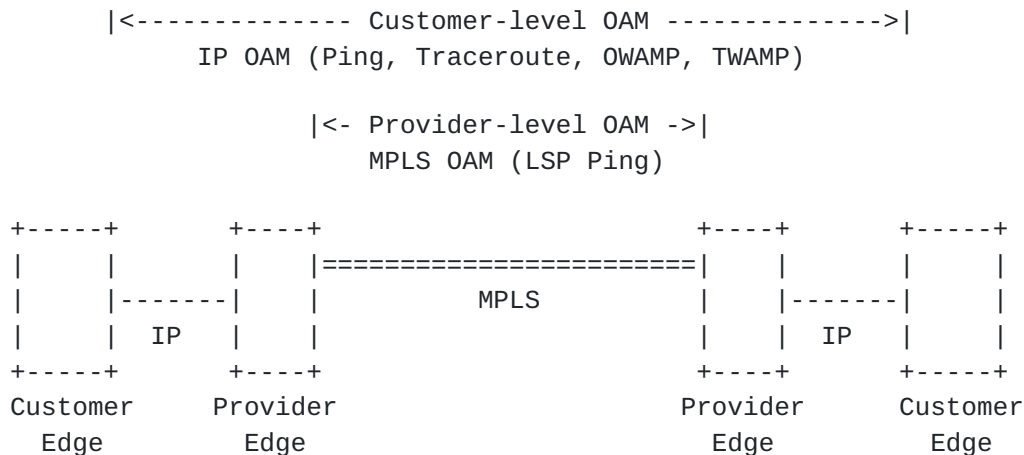 |<-------------- Customer-level OAM -------------->|
IP OAM (Ping, Traceroute, OWAMP, TWAMP)
|<- Provider-level OAM ->|
MPLS OAM (LSP Ping)
MPLS
IP IP
Customer Provider Provider Customer
Edge Edge Edge Edge